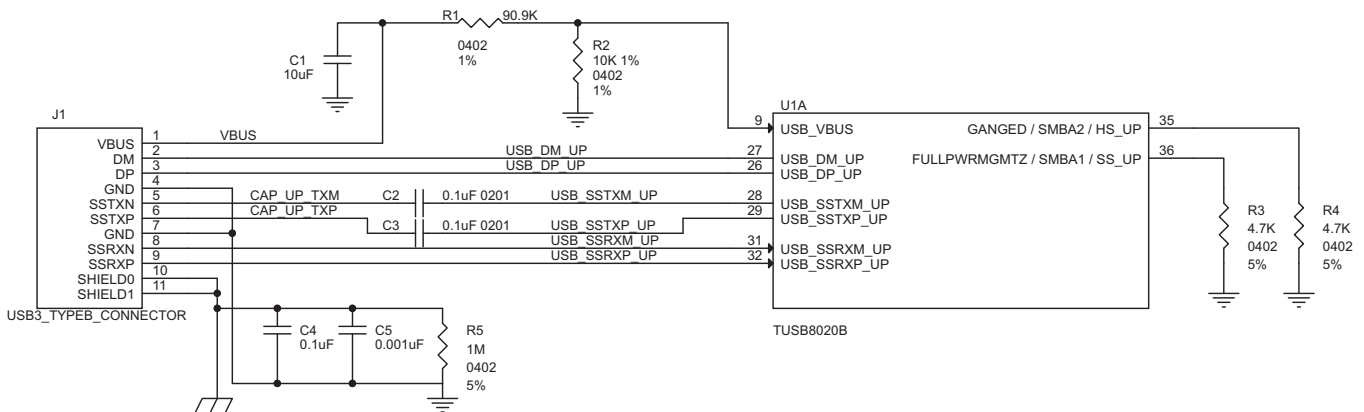 R1 90.9K
0402
1%
C1
10uF
R2
10K 1%
0402
1%
J1
VBUS 1 VBUS
DM 2 USB_DM_UP
DP 3 USB_DP_UP
GND 4
SSTXN 5 CAP_UP_TXM C2 0.1uF 0201 USB_SSTXM_UP
SSTXP 6 CAP_UP_TXP C3 0.1uF 0201 USB_SSTXP_UP
GND 7
SSRXN 8 USB_SSRXM_UP
SSRXP 9 USB_SSRXP_UP
SHIELD0 10
SHIELD1 11
USB3_TYPEB_CONNECTOR
C4
0.1uF
C5
0.001uF
R5
1M
0402
5%
U1A
9 USB_VBUS GANGED / SMBA2 / HS_UP 35
27 USB_DM_UP FULLPWRMGMTZ / SMBA1 / SS_UP 36
26 USB_DP_UP
28 USB_SSTXM_UP
29 USB_SSTXP_UP
31 USB_SSRXM_UP
32 USB_SSRXP_UP
TUSB8020B
R3
4.7K
0402
5%
R4
4.7K
0402
5%